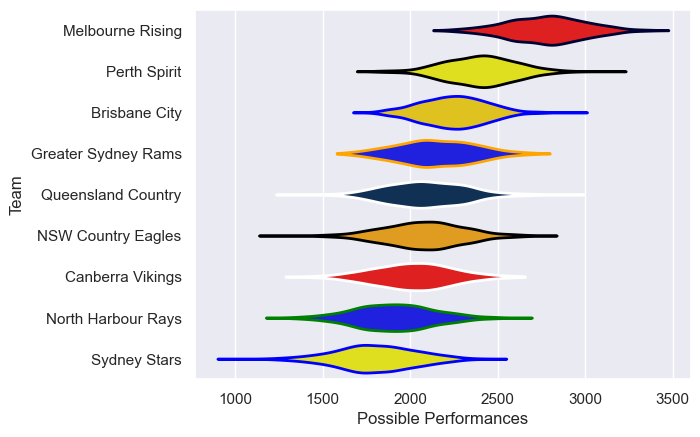 Melbourne Rising
Perth Spirit
Brisbane City
Greater Sydney Rams
Queensland Country
NSW Country Eagles
Canberra Vikings
North Harbour Rays
Sydney Stars
Team
1000 1500 2000 2500 3000 3500
Possible Performances